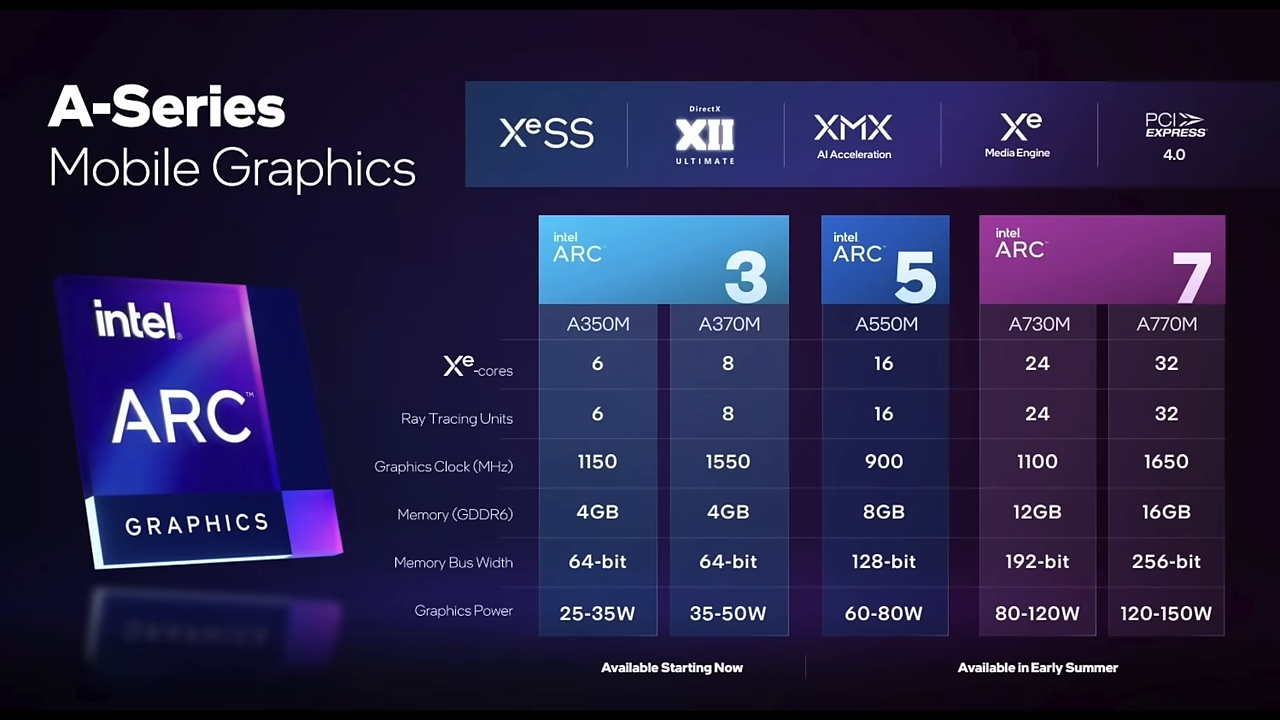 A-Series
Mobile Graphics
XeSS
DirectX
XII
ULTIMATE
XMX
AI Acceleration
Xe
Media Engine
PCI
EXPRESS®
4.0
intel®
ARC™
GRAPHICS
intel
ARC™
3
intel
ARC™
5
intel
ARC™
7
A350M A370M A550M A730M A770M
Xe-cores 6 8 16 24 32
Ray Tracing Units 6 8 16 24 32
Graphics Clock (MHz) 1150 1550 900 1100 1650
Memory (GDDR6) 4GB 4GB 8GB 12GB 16GB
Memory Bus Width 64-bit 64-bit 128-bit 192-bit 256-bit
Graphics Power 25-35W 35-50W 60-80W 80-120W 120-150W
Available Starting Now
Available in Early Summer